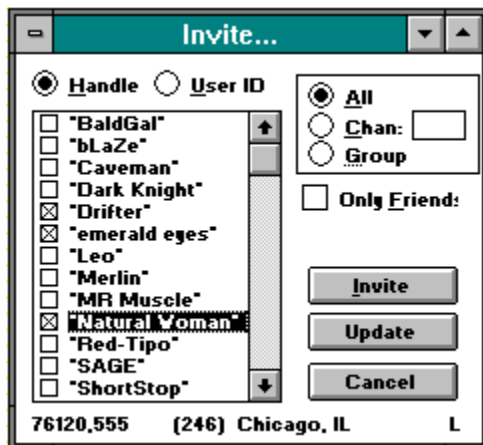 Invite...
Handle User ID
All
Chan:
Group
Only Friends
"BaldGal"
"bLaZe"
"Caveman"
"Dark Knight"
"Drifter"
"emerald eyes"
"Leo"
"Merlin"
"MR Muscle"
"Natural Woman"
"Red-Tipo"
"SAGE"
"ShortStop"
Invite
Update
Cancel
76120,555 (246) Chicago, IL L